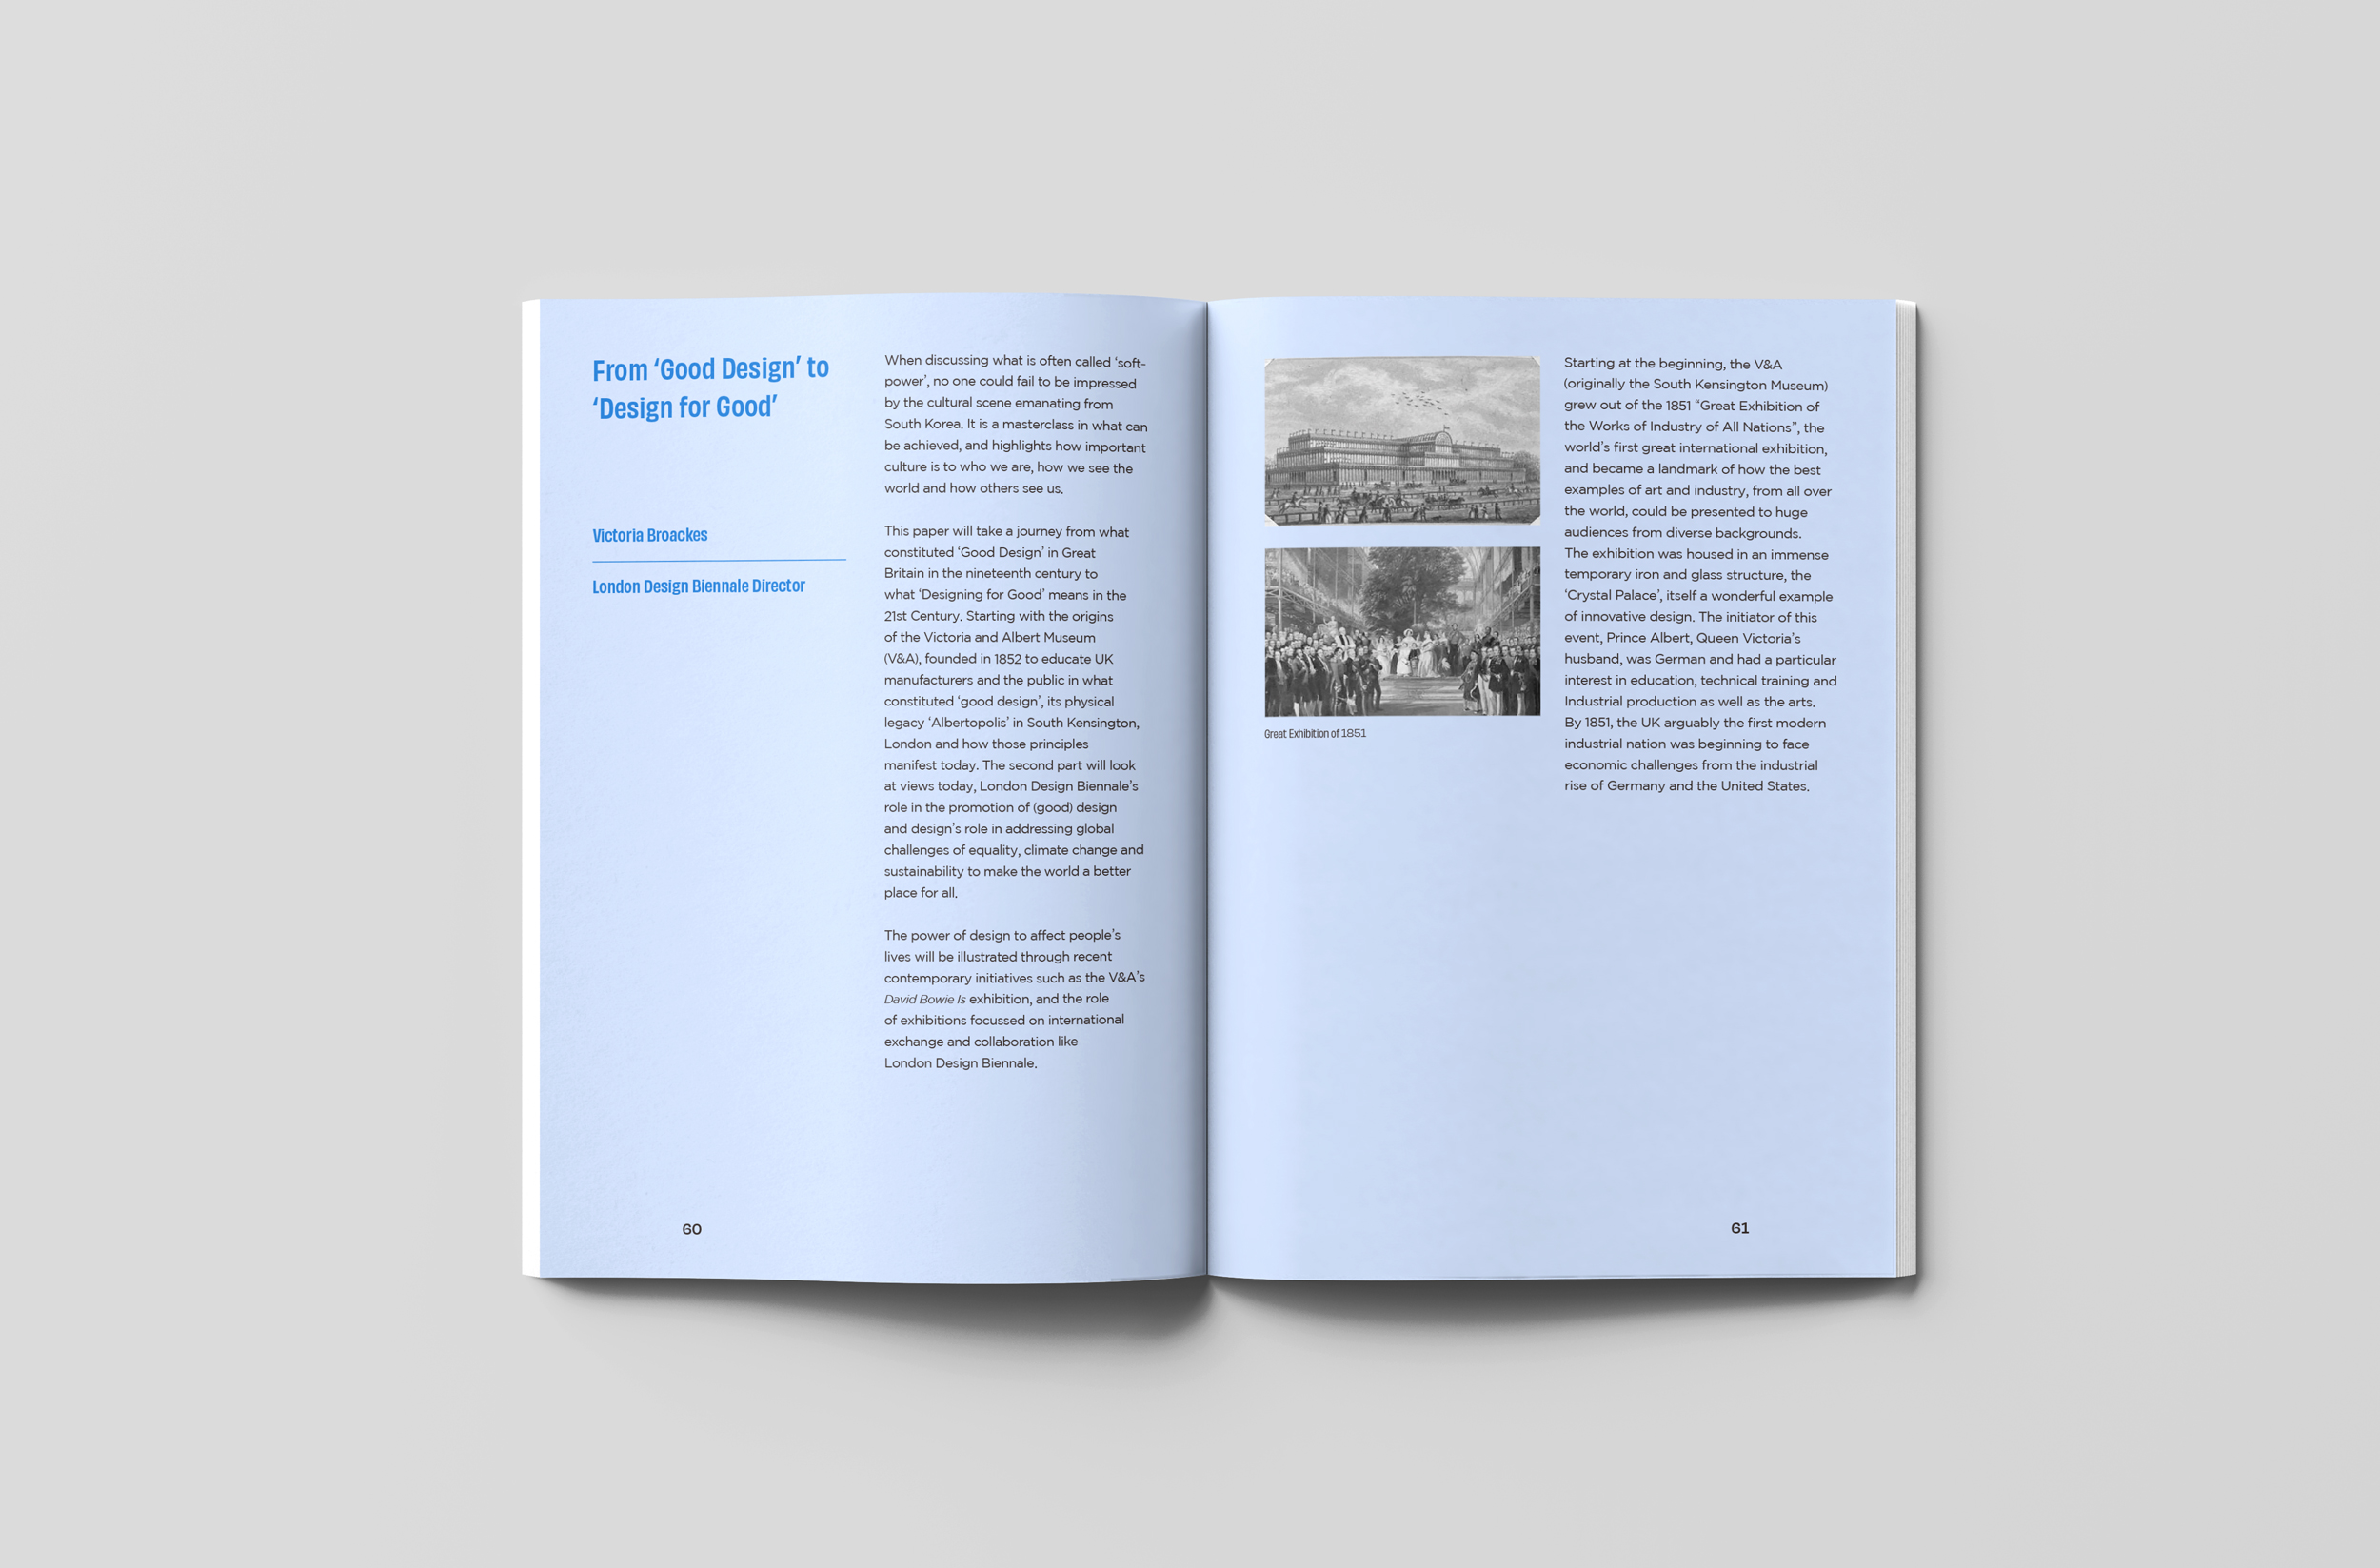 From ‘Good Design’ to
‘Design for Good’
Victoria Broackes
London Design Biennale Director
When discussing what is often called ‘soft-
power’, no one could fail to be impressed
by the cultural scene emanating from
South Korea. It is a masterclass in what can
be achieved, and highlights how important
culture is to who we are, how we see the
world and how others see us.
This paper will take a journey from what
constituted ‘Good Design’ in Great
Britain in the nineteenth century to
what ‘Designing for Good’ means in the
21st Century. Starting with the origins
of the Victoria and Albert Museum
(V&A), founded in 1852 to educate UK
manufacturers and the public in what
constituted ‘good design’, its physical
legacy ‘Albertopolis’ in South Kensington,
London and how those principles
manifest today. The second part will look
at views today, London Design Biennale’s
role in the promotion of (good) design
and design’s role in addressing global
challenges of equality, climate change and
sustainability to make the world a better
place for all.
The power of design to affect people’s
lives will be illustrated through recent
contemporary initiatives such as the V&A’s
David Bowie Is exhibition, and the role
of exhibitions focussed on international
exchange and collaboration like
London Design Biennale.
60
Great Exhibition of 1851
Starting at the beginning, the V&A
(originally the South Kensington Museum)
grew out of the 1851 “Great Exhibition of
the Works of Industry of All Nations”, the
world’s first great international exhibition,
and became a landmark of how the best
examples of art and industry, from all over
the world, could be presented to huge
audiences from diverse backgrounds.
The exhibition was housed in an immense
temporary iron and glass structure, the
‘Crystal Palace’, itself a wonderful example
of innovative design. The initiator of this
event, Prince Albert, Queen Victoria’s
husband, was German and had a particular
interest in education, technical training and
Industrial production as well as the arts.
By 1851, the UK arguably the first modern
industrial nation was beginning to face
economic challenges from the industrial
rise of Germany and the United States.
61